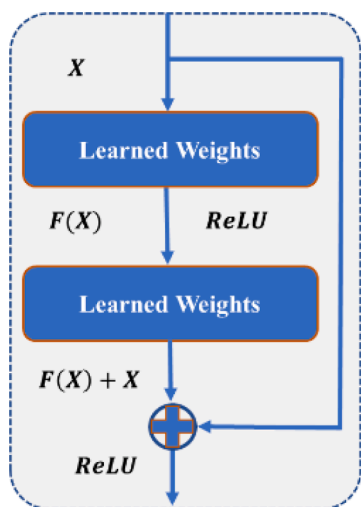 X
Learned Weights
F(X) ReLU
Learned Weights
F(X) + X
ReLU